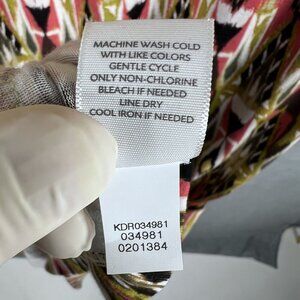 MACHINE WASH COLD
WITH LIKE COLORS
GENTLE CYCLE
ONLY NON-CHLORINE
BLEACH IF NEEDED
LINE DRY
COOL IRON IF NEEDED
KDR034981
034981
0201384